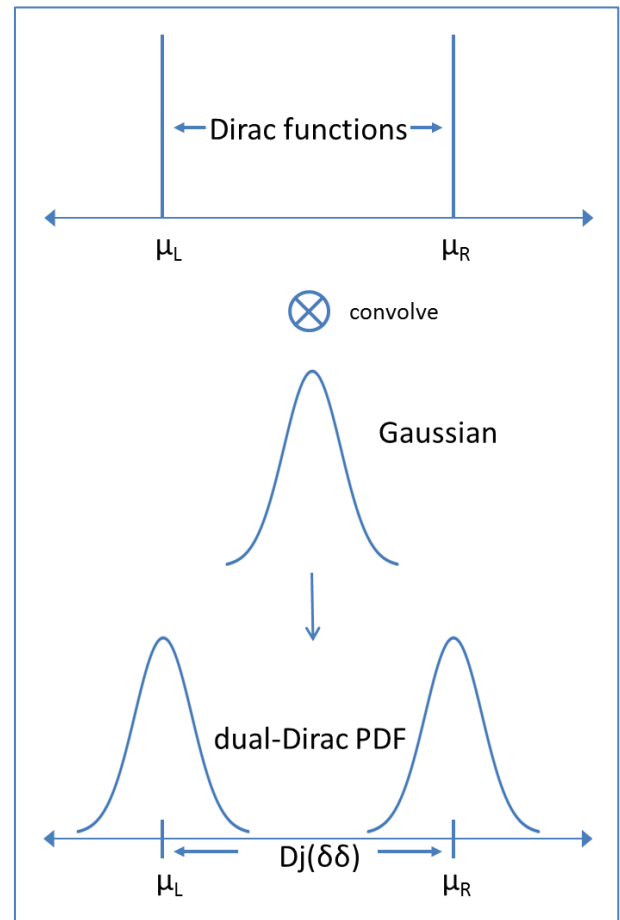 Dirac functions
μL μR
convolve
Gaussian
dual-Dirac PDF
Dj(δδ)
μL μR